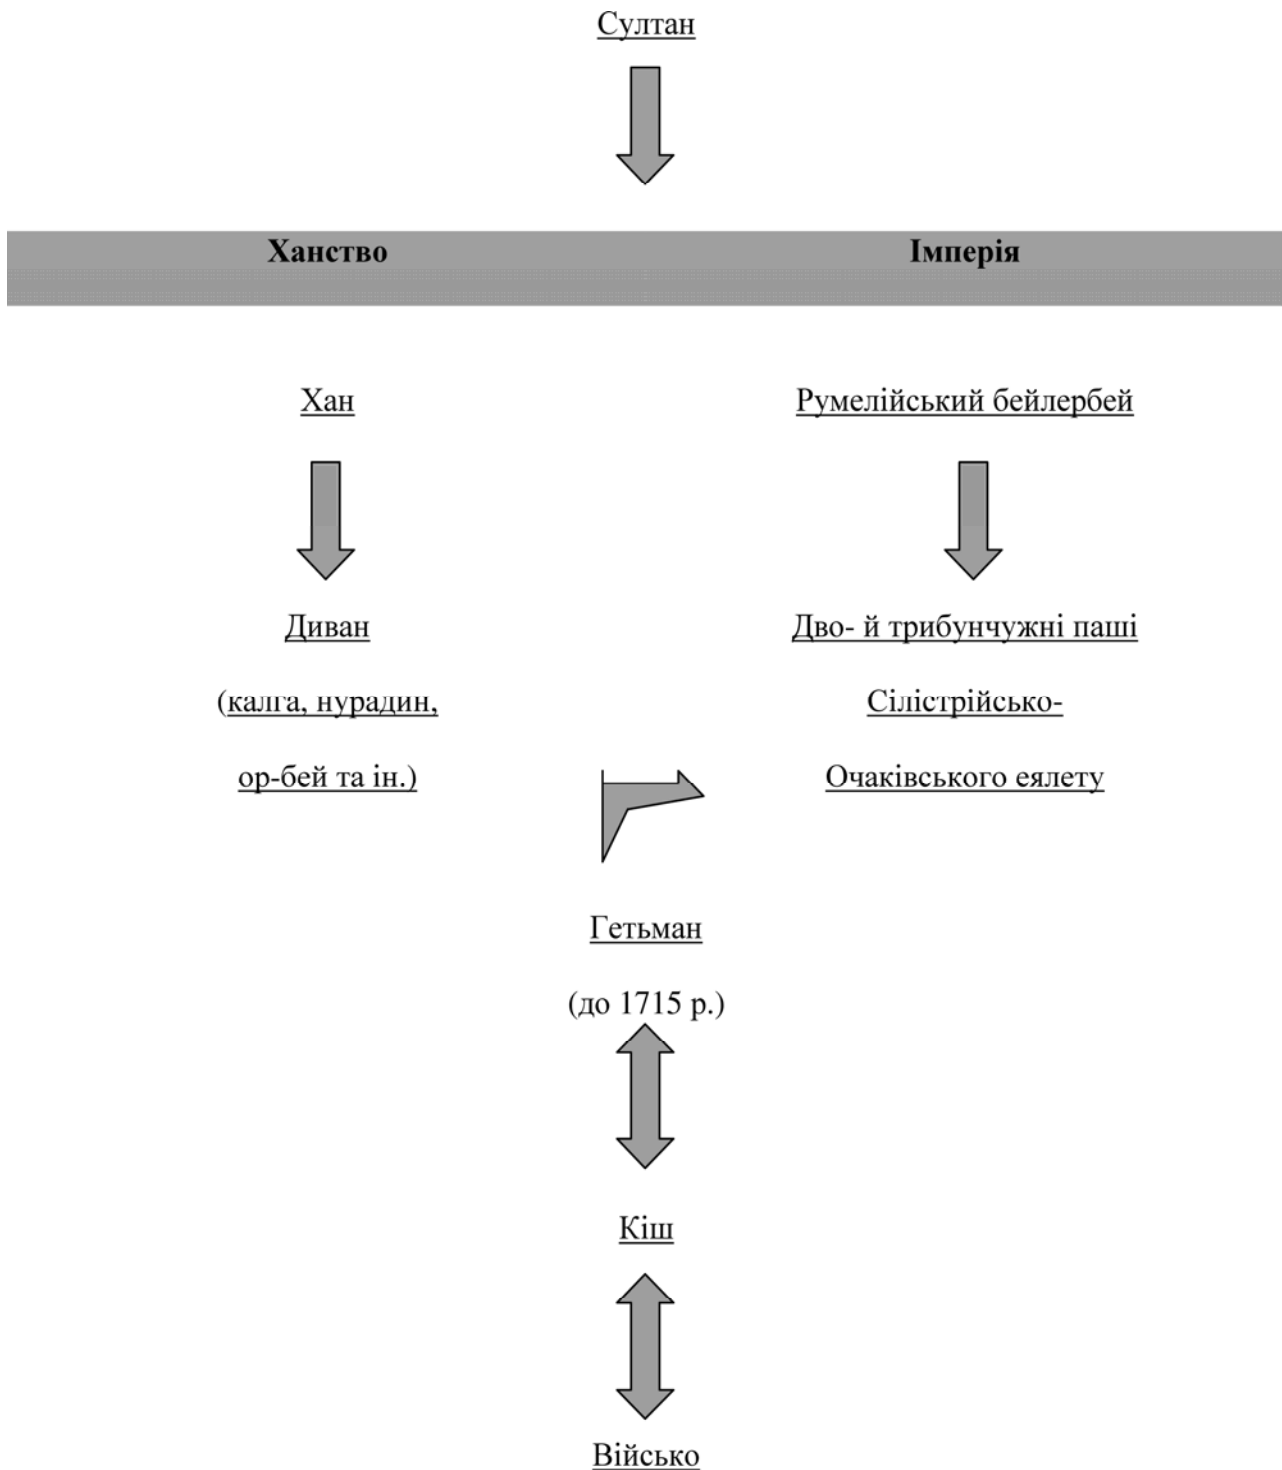 Султан
Ханство Імперія
Хан Румелійський бейлербей
Диван Дво- й трибунчужні паші
(калга, нурадин, Сілістрійсько-
ор-бей та ін.) Очаківського еялету
Гетьман
(до 1715 р.)
Кіш
Військо